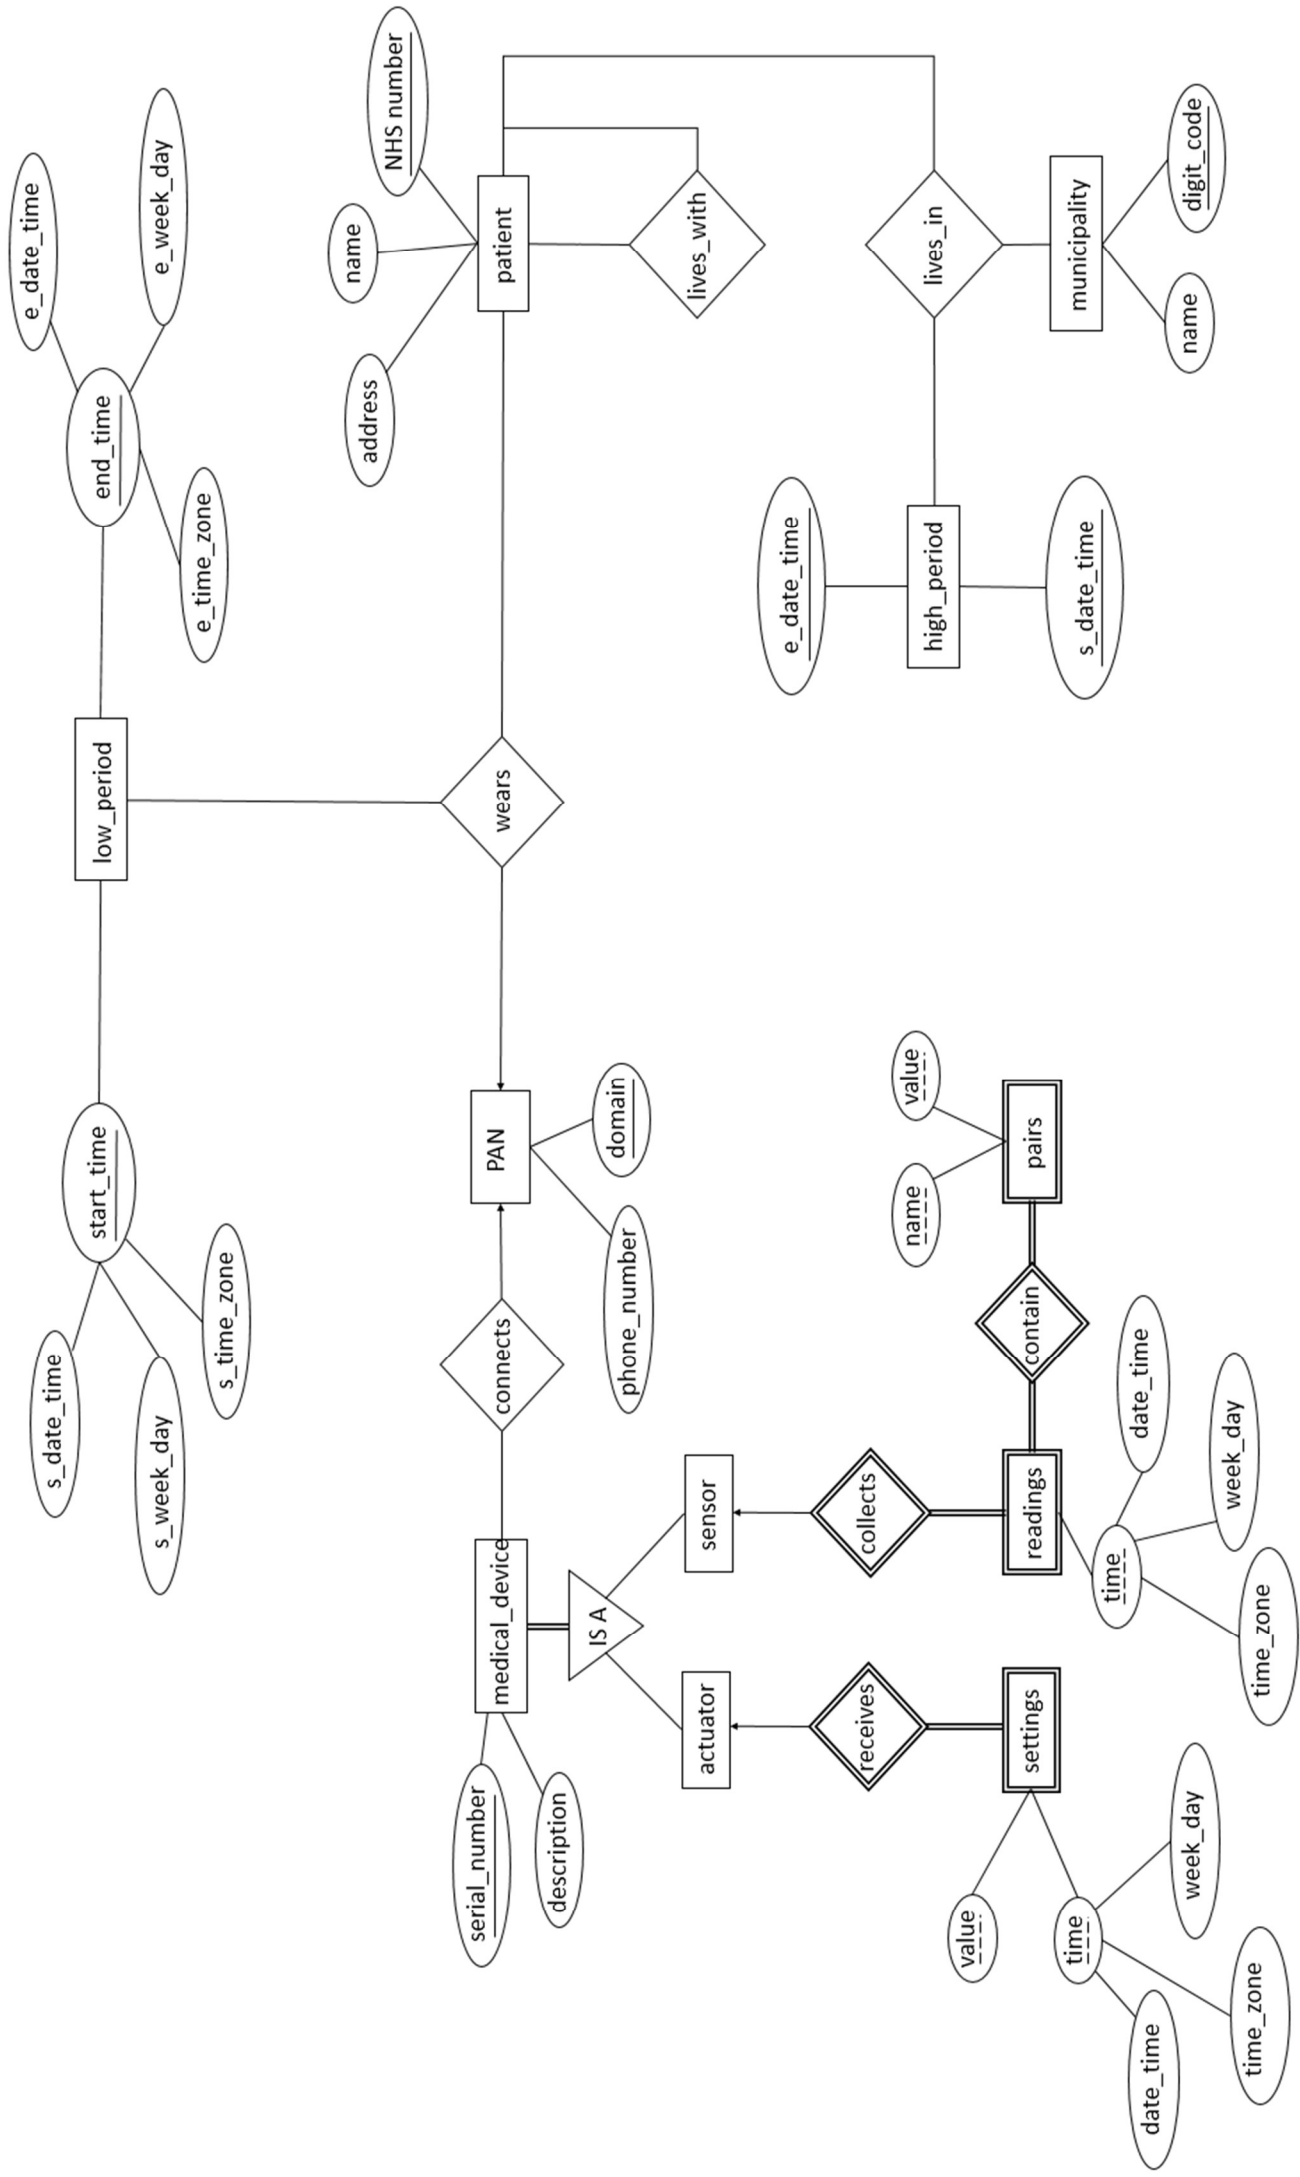 s_date_time
s_week_day
s_time_zone
start_time
low_period
end_time
e_date_time
e_week_day
e_time_zone
serial_number
description
medical_device
connects
PAN
phone_number
domain
wears
patient
address
name
NHS number
lives_with
IS A
actuator
sensor
receives
collects
settings
value
time
date_time
time_zone
week_day
readings
time
time_zone
week_day
date_time
contain
pairs
name
value
high_period
e_date_time
s_date_time
lives_in
municipality
name
digit_code